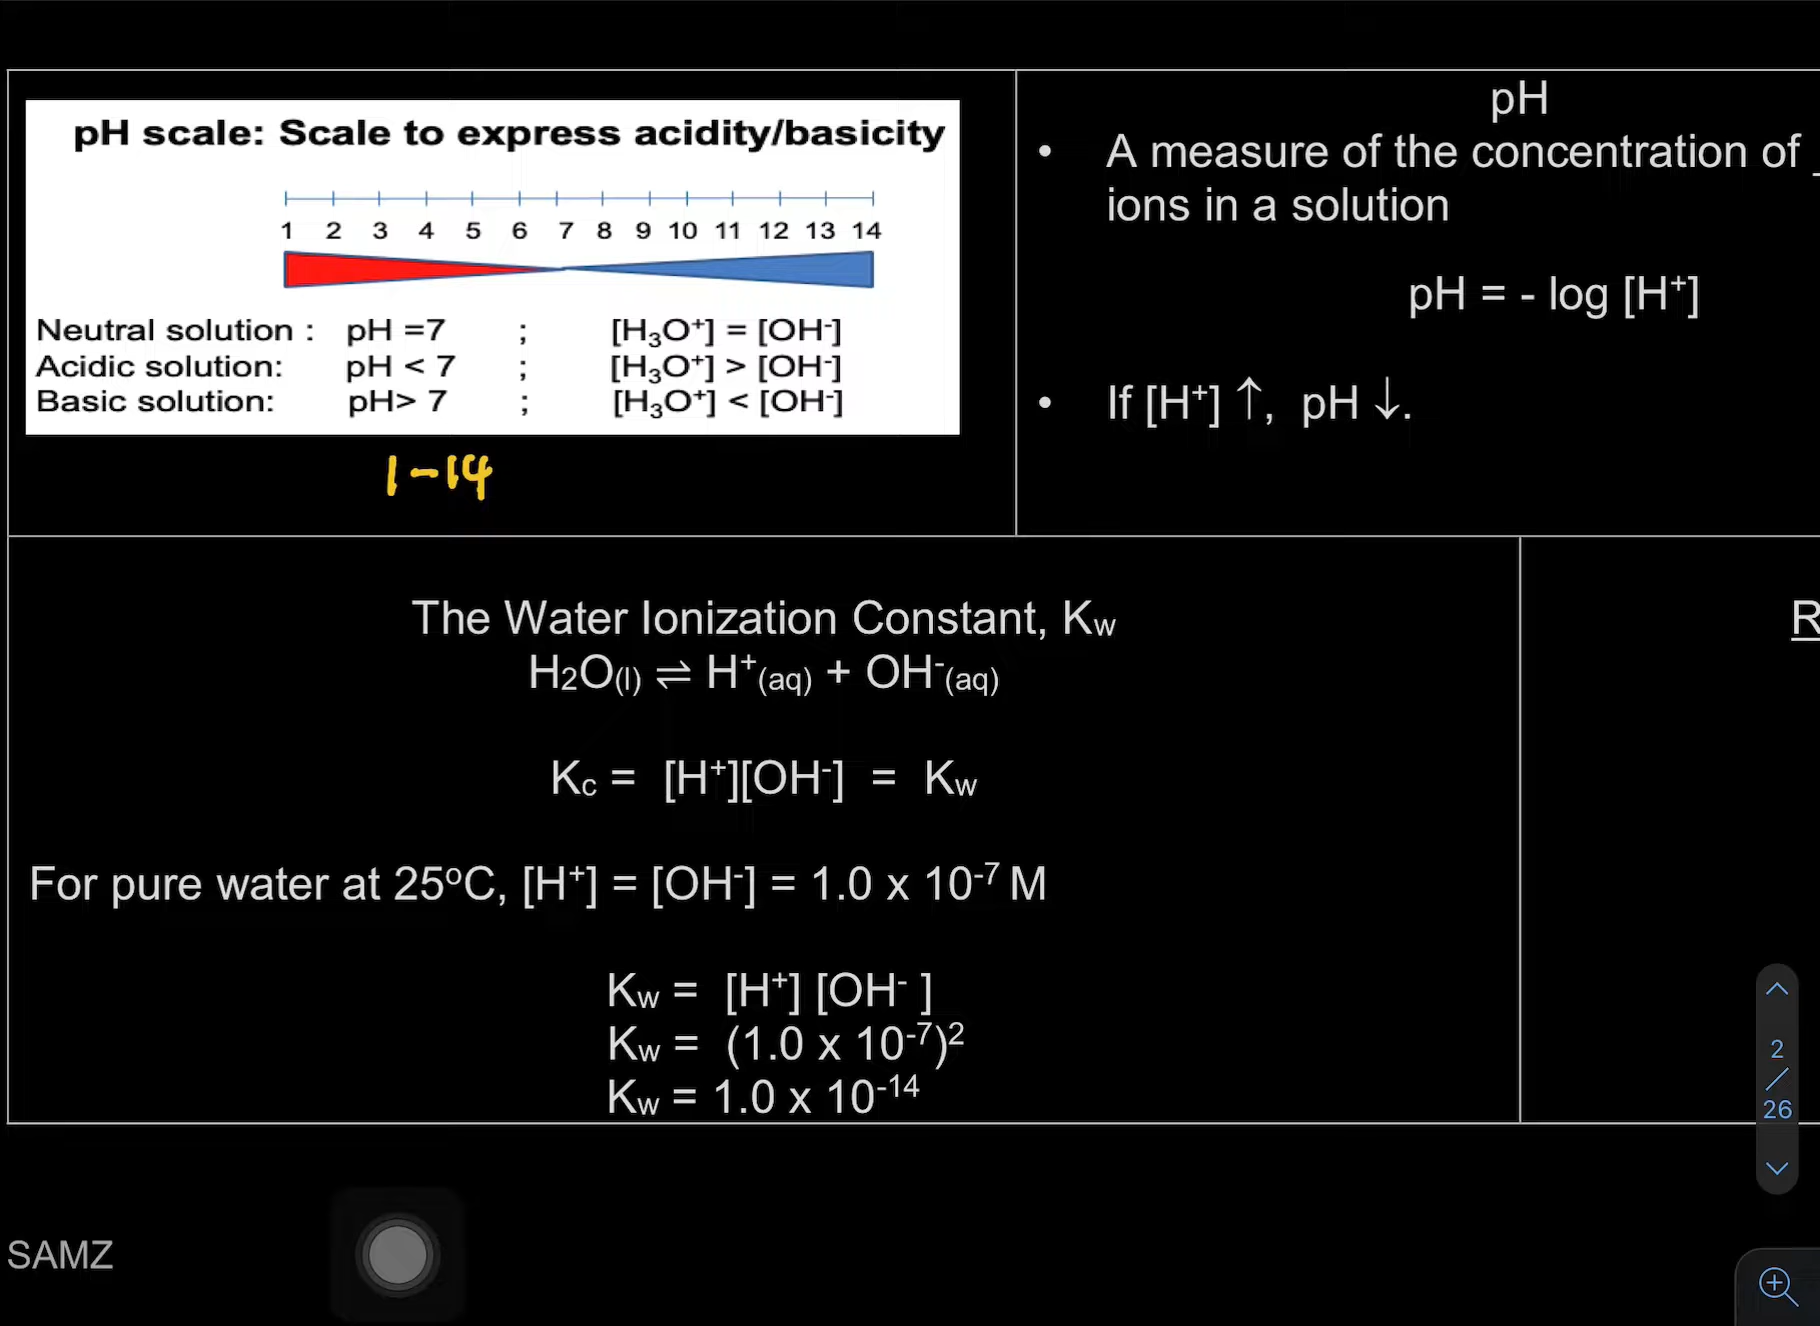 pH scale: Scale to express acidity/basicity
1 2 3 4 5 6 7 8 9 10 11 12 13 14
Neutral solution : pH =7 ; [H₃O⁺] = [OH⁻]
Acidic solution: pH < 7 ; [H₃O⁺] > [OH⁻]
Basic solution: pH> 7 ; [H₃O⁺] < [OH⁻]
1-14
pH
• A measure of the concentration of _
ions in a solution
pH = - log [H⁺]
• If [H⁺] ↑, pH ↓.
The Water Ionization Constant, Kw
H2O(l) ⇌ H⁺(aq) + OH⁻(aq)
Kc = [H⁺][OH⁻] = Kw
For pure water at 25ºC, [H⁺] = [OH⁻] = 1.0 x 10⁻⁷ M
Kw = [H⁺] [OH⁻ ]
Kw = (1.0 x 10⁻⁷)²
Kw = 1.0 x 10⁻¹⁴
R
2
/
26
SAMZ